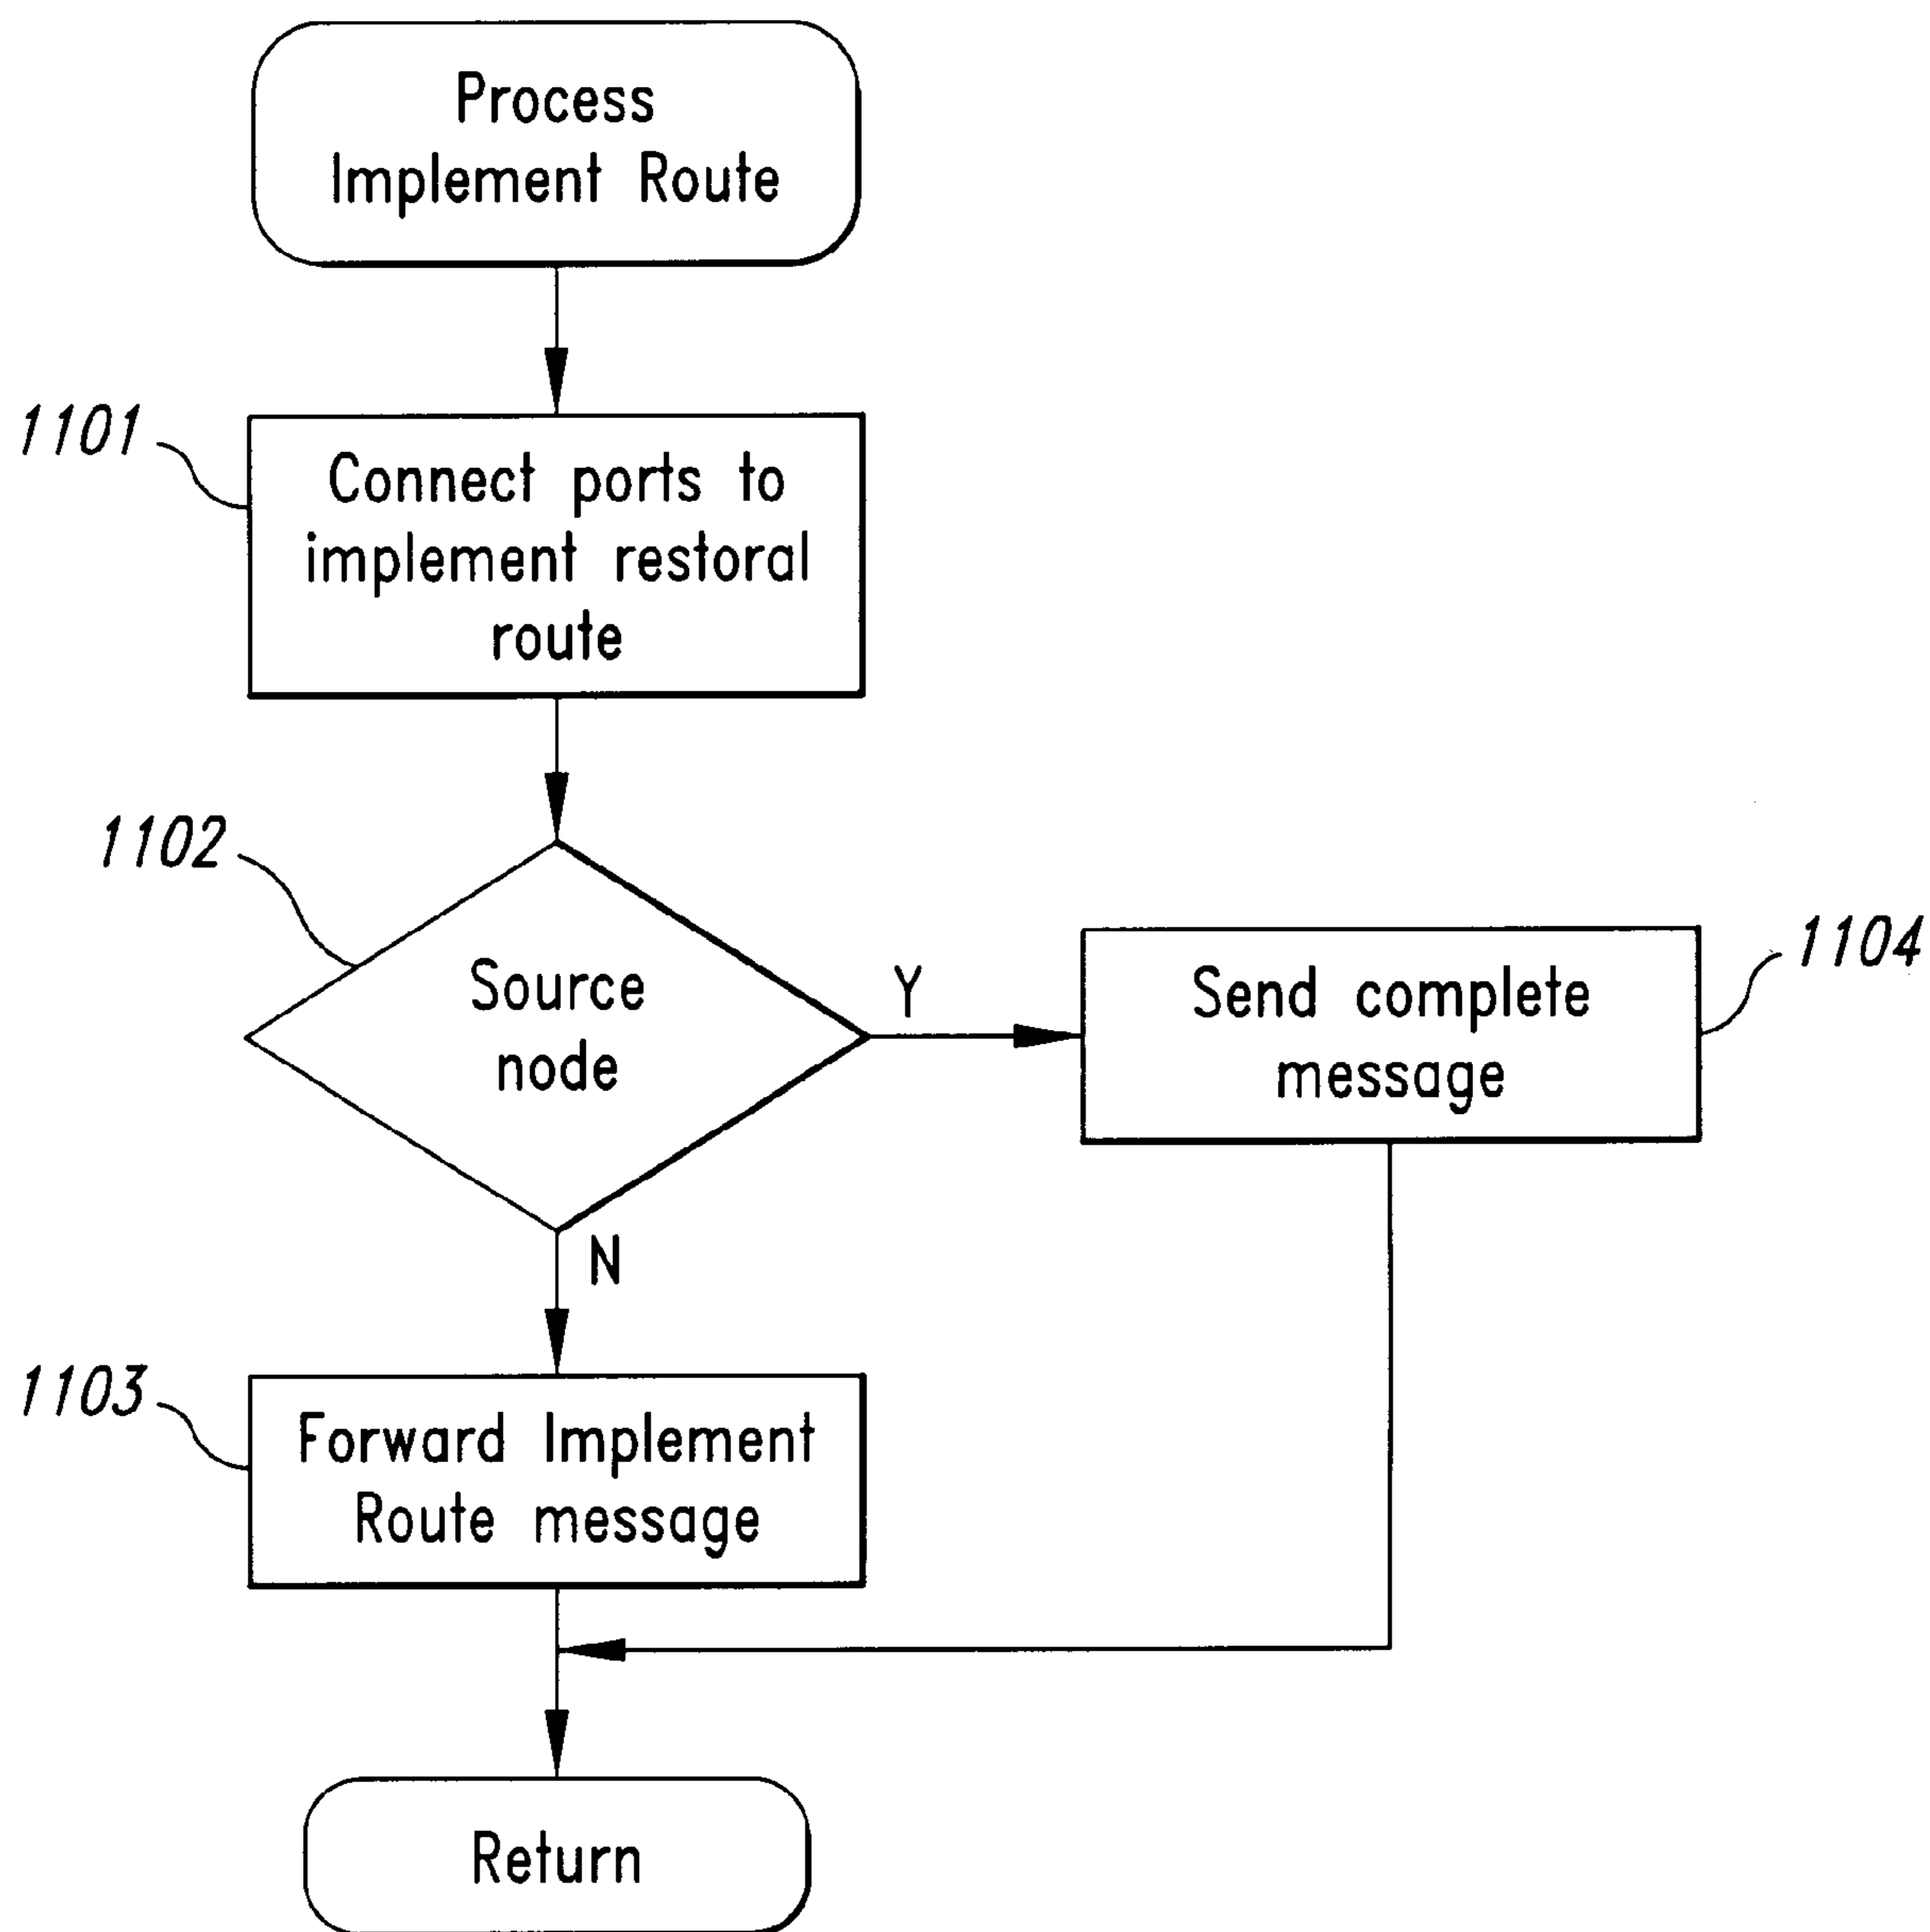 Process
Implement Route
1101
Connect ports to
implement restoral
route
1102
Source
node
Y
Send complete
message
1104
N
1103
Forward Implement
Route message
Return